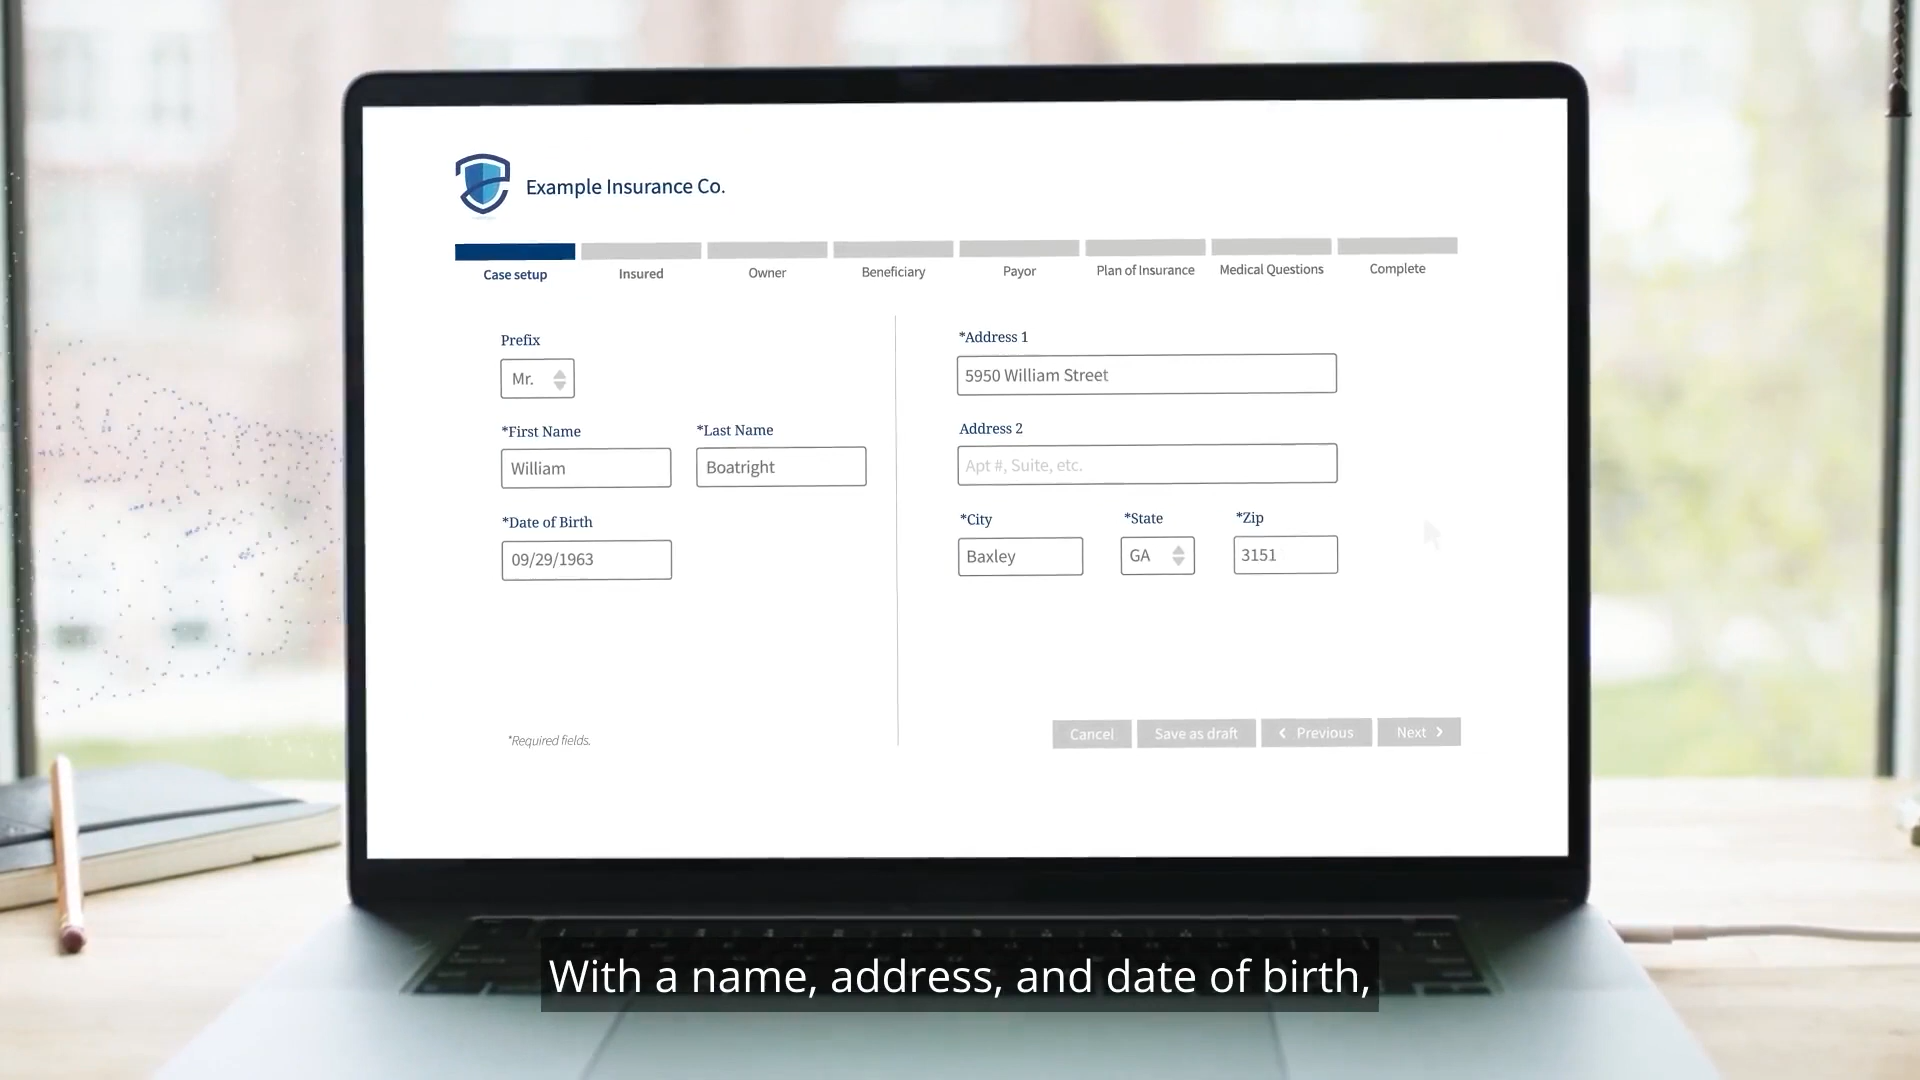 Example Insurance Co.
Case setup
Insured
Owner
Beneficiary
Payor
Plan of Insurance
Medical Questions
Complete
Prefix
Mr.
*First Name
*Last Name
William
Boatright
*Date of Birth
09/29/1963
*Required fields.
*Address 1
5950 William Street
Address 2
Apt #, Suite, etc.
*City
*State
*Zip
Baxley
GA
3151
Cancel
Save as draft
Previous
Next
With a name, address, and date of birth,